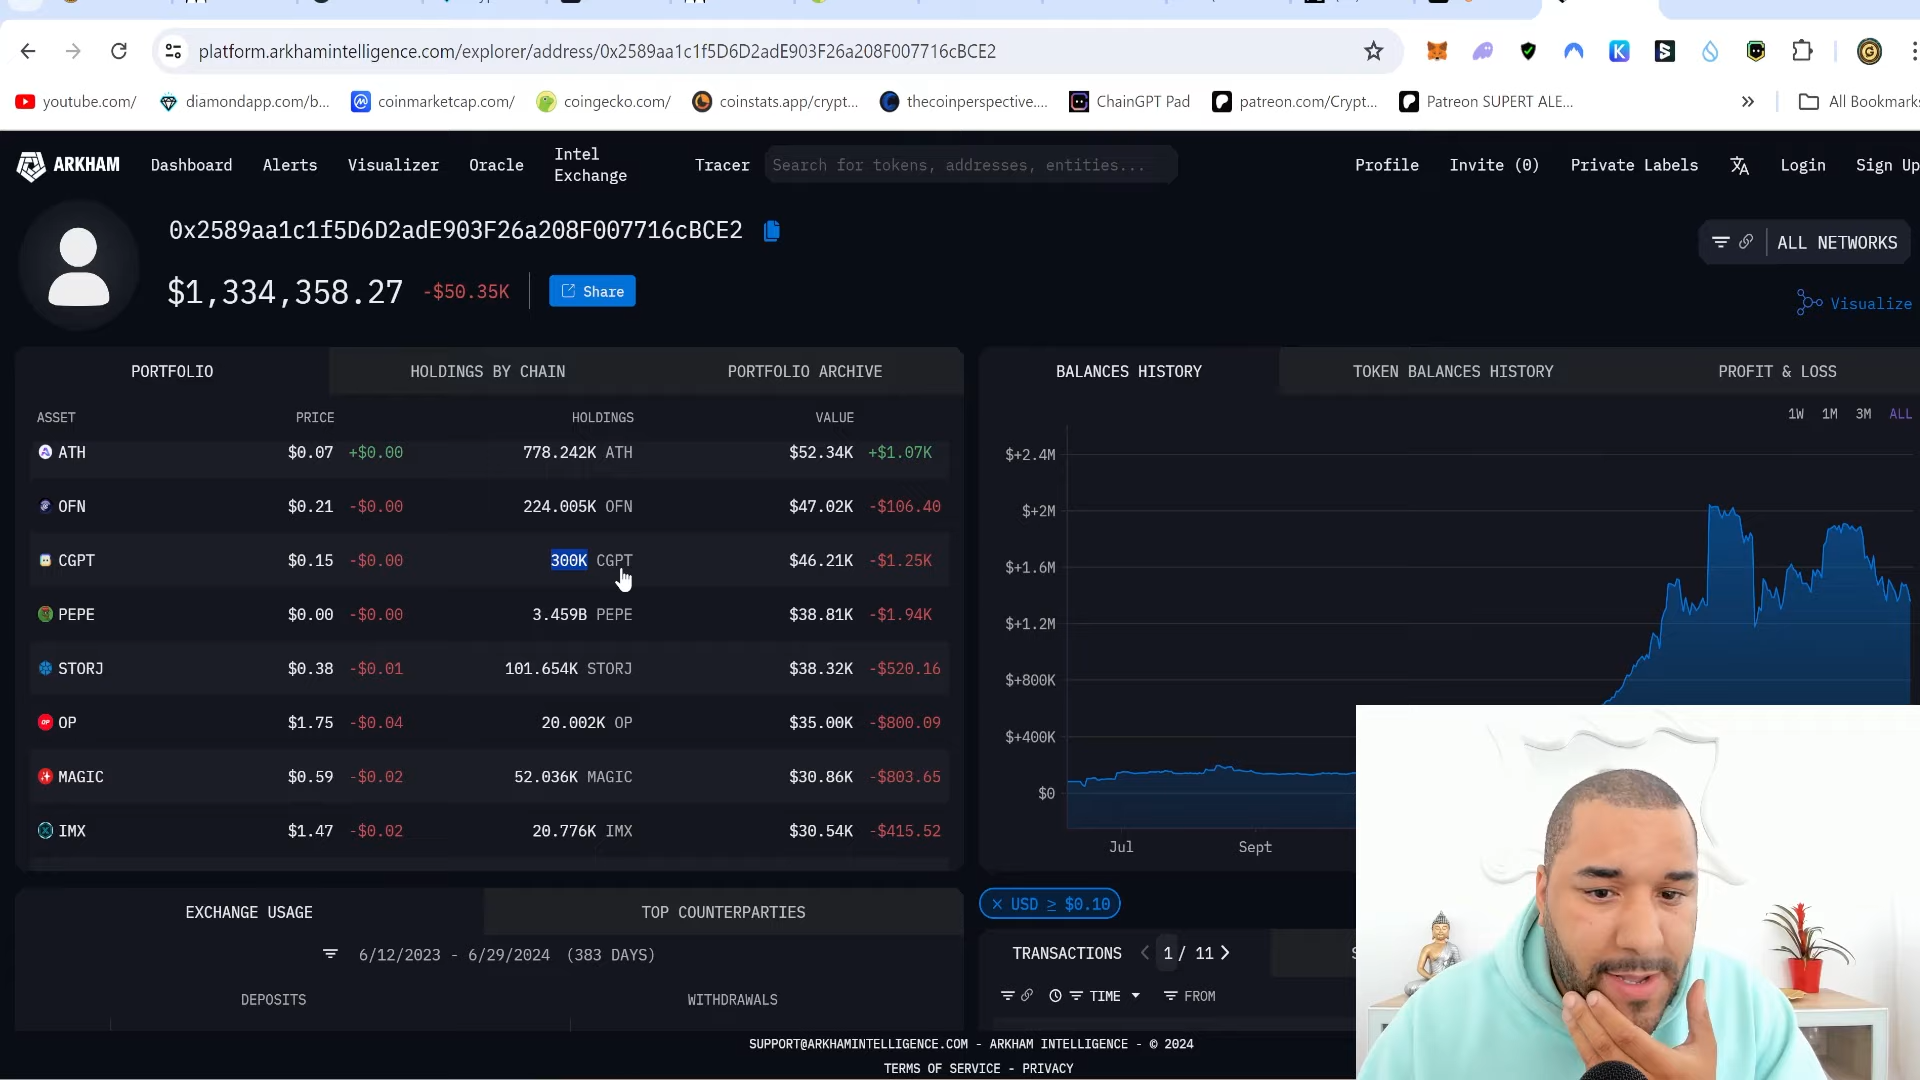 platform.arkhamintelligence.com/explorer/address/0x2589aa1c1f5D6D2adE903F26a208F007716cBCE2
youtube.com/ diamondapp.com/b... coinmarketcap.com/ coingecko.com/ coinstats.app/crypt... thecoinperspective.... ChainGPT Pad patreon.com/Crypt... Patreon SUPERT ALE... » All Bookmarks
ARKHAM Dashboard Alerts Visualizer Oracle Intel Exchange Tracer Search for tokens, addresses, entities... Profile Invite (0) Private Labels Login Sign Up
0x2589aa1c1f5D6D2adE903F26a208F007716cBCE2
ALL NETWORKS
$1,334,358.27 -$50.35K Share
Visualize
PORTFOLIO HOLDINGS BY CHAIN PORTFOLIO ARCHIVE
ASSET PRICE HOLDINGS VALUE
ATH $0.07 +$0.00 778.242K ATH $52.34K +$1.07K
OFN $0.21 -$0.00 224.005K OFN $47.02K -$106.40
CGPT $0.15 -$0.00 300K CGPT $46.21K -$1.25K
PEPE $0.00 -$0.00 3.459B PEPE $38.81K -$1.94K
STORJ $0.38 -$0.01 101.654K STORJ $38.32K -$520.16
OP $1.75 -$0.04 20.002K OP $35.00K -$800.09
MAGIC $0.59 -$0.02 52.036K MAGIC $30.86K -$803.65
IMX $1.47 -$0.02 20.776K IMX $30.54K -$415.52
BALANCES HISTORY TOKEN BALANCES HISTORY PROFIT & LOSS
1W 1M 3M ALL
$+2.4M
$+2M
$+1.6M
$+1.2M
$+800K
$+400K
$0
Jul Sept
EXCHANGE USAGE TOP COUNTERPARTIES
6/12/2023 - 6/29/2024 (383 DAYS)
DEPOSITS WITHDRAWALS
× USD ≥ $0.10
TRANSACTIONS < 1 / 11 >
TIME FROM
SUPPORT@ARKHAMINTELLIGENCE.COM - ARKHAM INTELLIGENCE - © 2024
TERMS OF SERVICE - PRIVACY